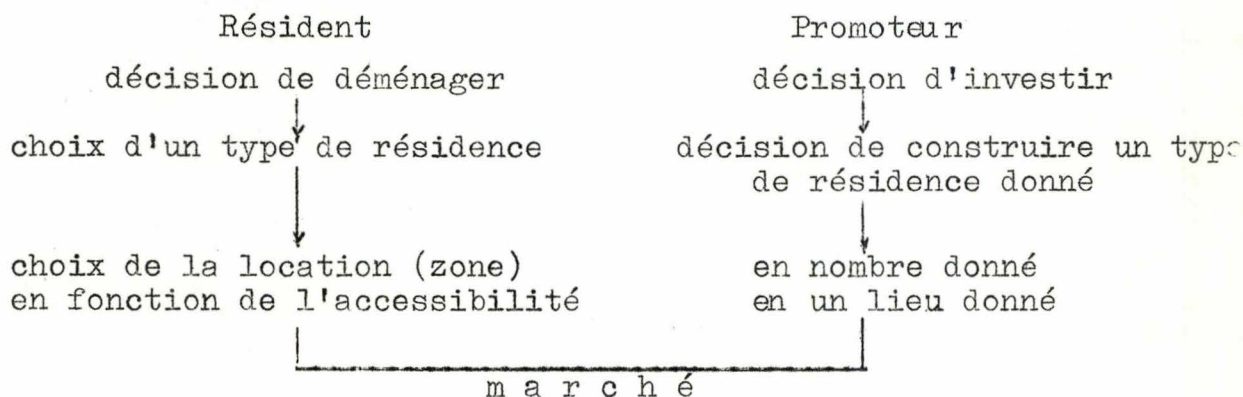 Résident
décision de déménager
choix d'un type de résidence
choix de la location (zone)
en fonction de l'accessibilité
Promoteur
décision d'investir
décision de construire un type
de résidence donné
en nombre donné
en un lieu donné
m a r c h é